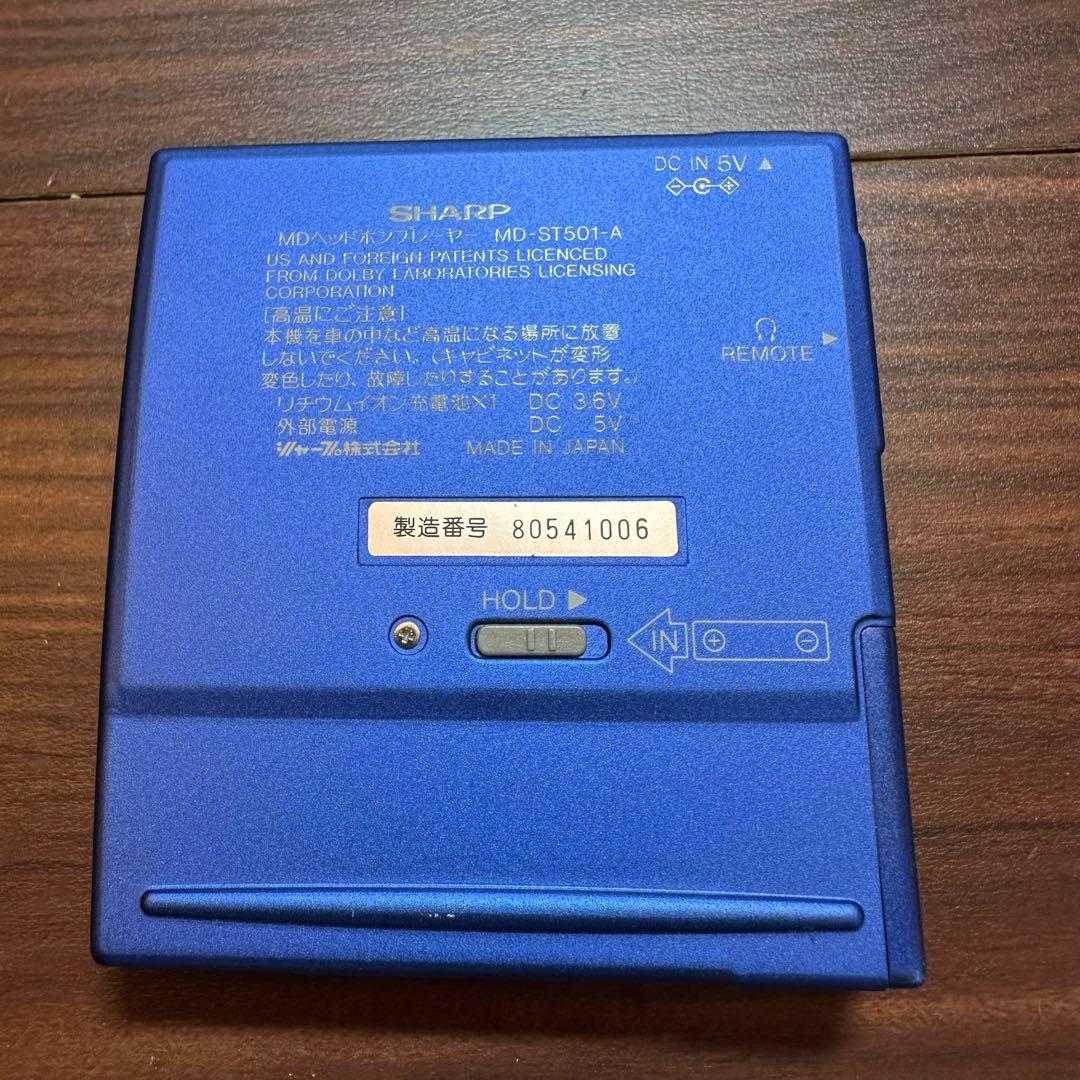 DC IN 5V ▲
SHARP
MDヘッドホンプレーヤー MD-ST501-A
US AND FOREIGN PATENTS LICENCED
FROM DOLBY LABORATORIES LICENSING
CORPORATION
[高温にご注意]
本機を車の中など高温になる場所に放置
しないでください。(キャビネットが変形・
変色したり、故障したりすることがあります。)
リチウムイオン充電池×1 DC 3.6V
外部電源 DC 5V
シャープ株式会社 MADE IN JAPAN
REMOTE ▶
製造番号 80541006
HOLD ▶
IN + −